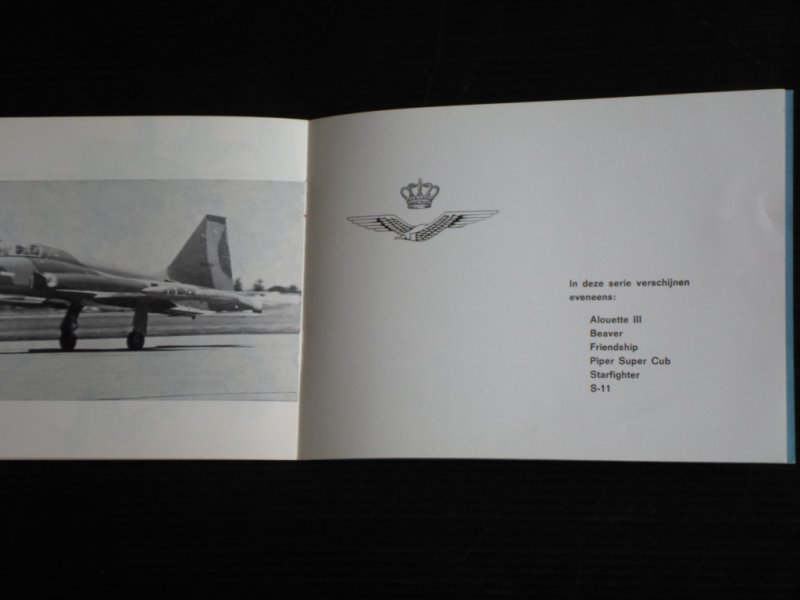 In deze serie verschijnen
eveneens:
Alouette III
Beaver
Friendship
Piper Super Cub
Starfighter
S-11